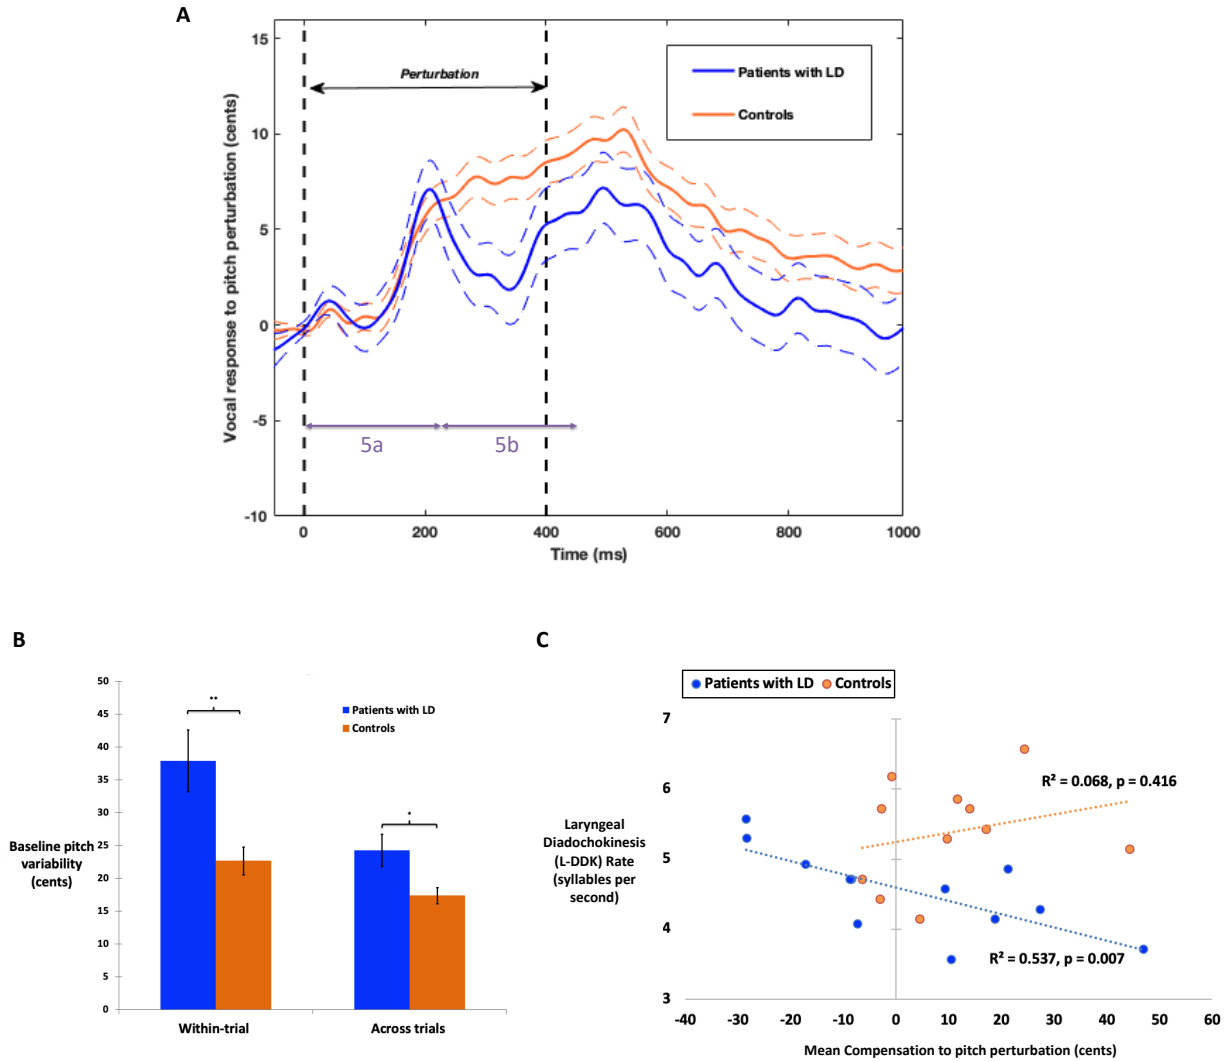 A
Vocal response to pitch perturbation (cents)
15
10
5
0
-5
-10
Perturbation
Patients with LD
Controls
5a
5b
0
200
400
600
800
1000
Time (ms)
B
Baseline pitch
variability
(cents)
50
45
40
35
30
25
20
15
10
5
0
**
*
Patients with LD
Controls
Within-trial
Across trials
C
Patients with LD
Controls
Laryngeal
Diadochokinesis
(L-DDK) Rate
(syllables per
second)
7
6
5
4
3
R² = 0.068, p = 0.416
R² = 0.537, p = 0.007
-40
-30
-20
-10
0
10
20
30
40
50
60
Mean Compensation to pitch perturbation (cents)